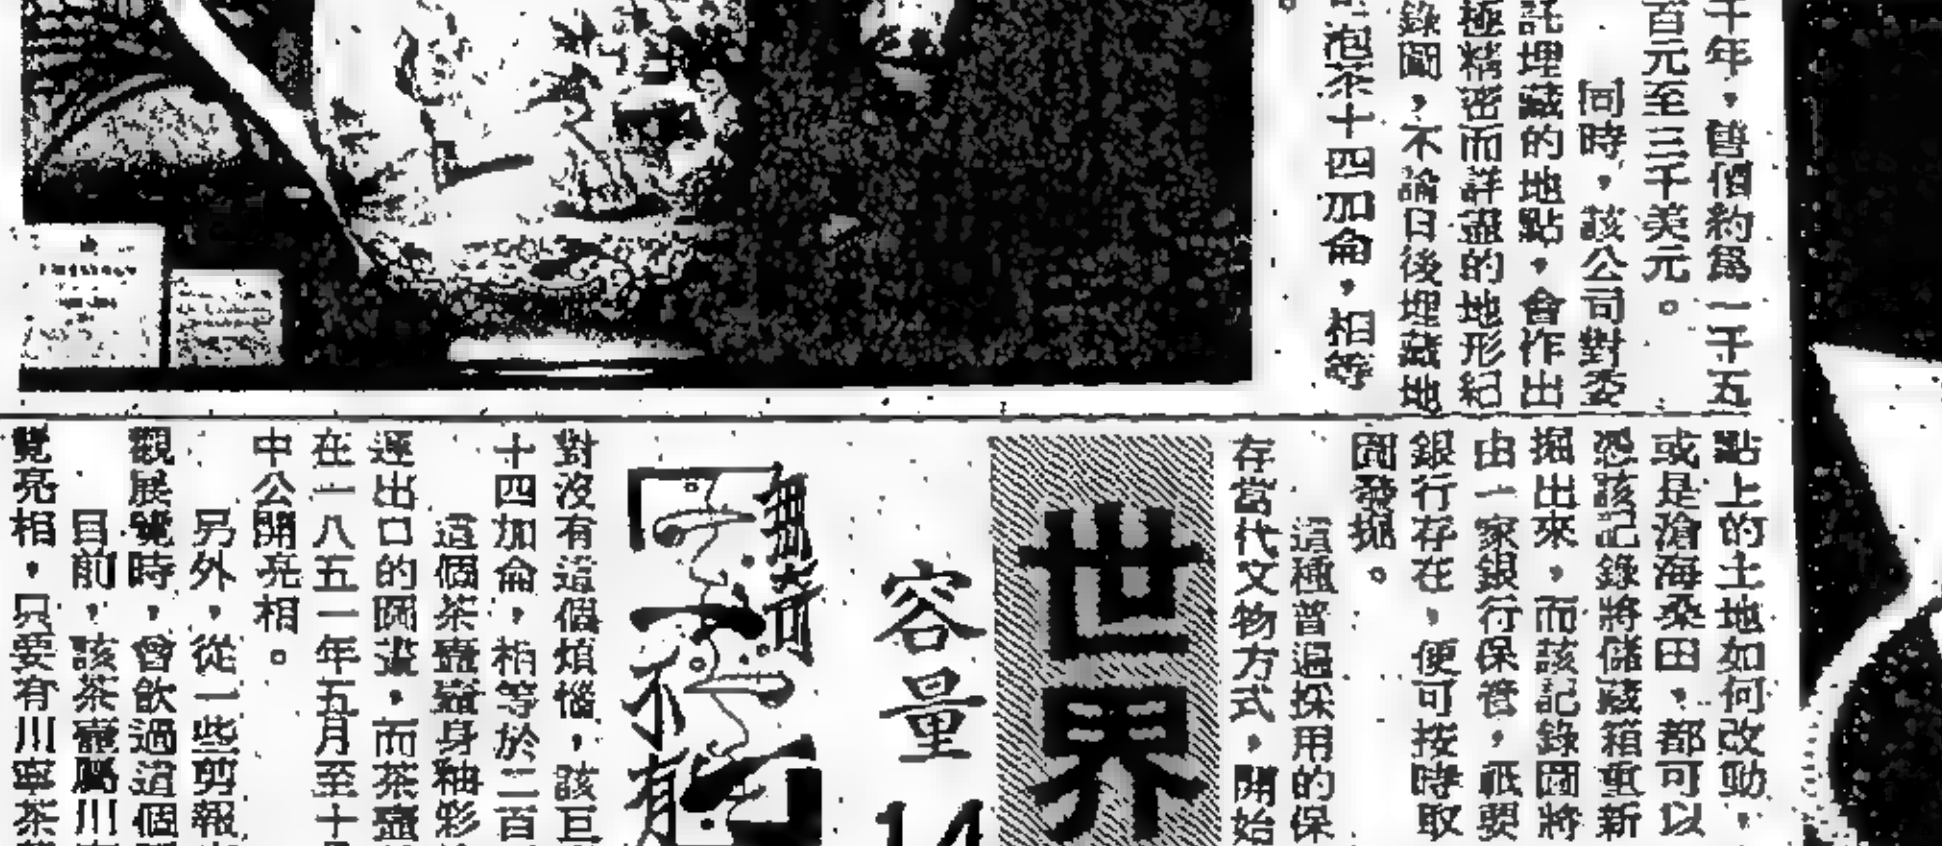 千年，售價約爲一千五
百元至三千美元。
同時，該公司對委
託埋藏的地點，會作出
極精密而詳盡的地形紀
錄圖，不論日後埋藏地
泡茶十四加侖，相等
點上的土地如何改動，
或是滄海桑田，都可以
憑該記錄將儲藏箱重新
掘出來，而該記錄圖將
由一家銀行保管，祇要
銀行存在，便可按時取
圖發掘。
這種普遍採用的保
存當代文物方式，開始
世界
容量14
無奇不有
對沒有這個煩惱，該巨
十四加侖，相等於二百
這個茶壺壺身釉彩
運出口的圖畫，而茶壺
在一八五一年五月至十
中公開亮相。
另外，從一些剪報
觀展覽時，曾飲過這個
目前，該茶壺屬川
覽亮相，只要有川寧茶